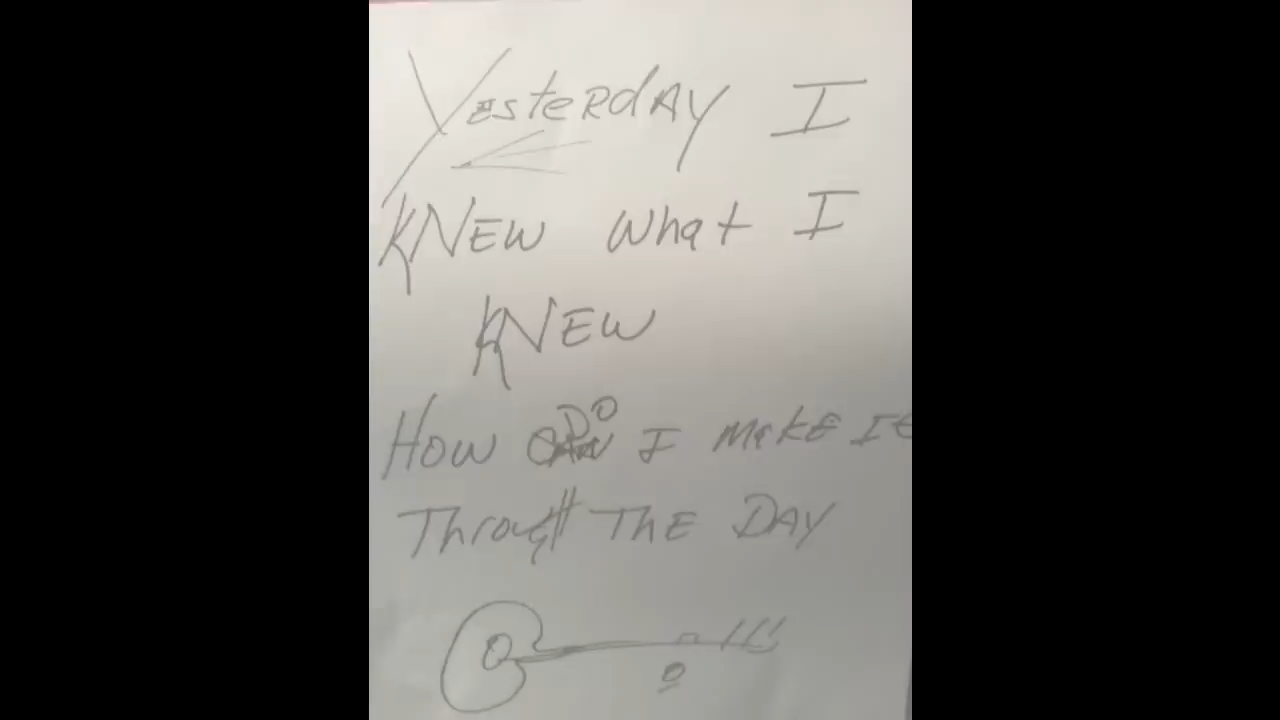 Yesterday I
KNEW what I
KNEW
HOW DO I MAKE IT
Through THE DAY